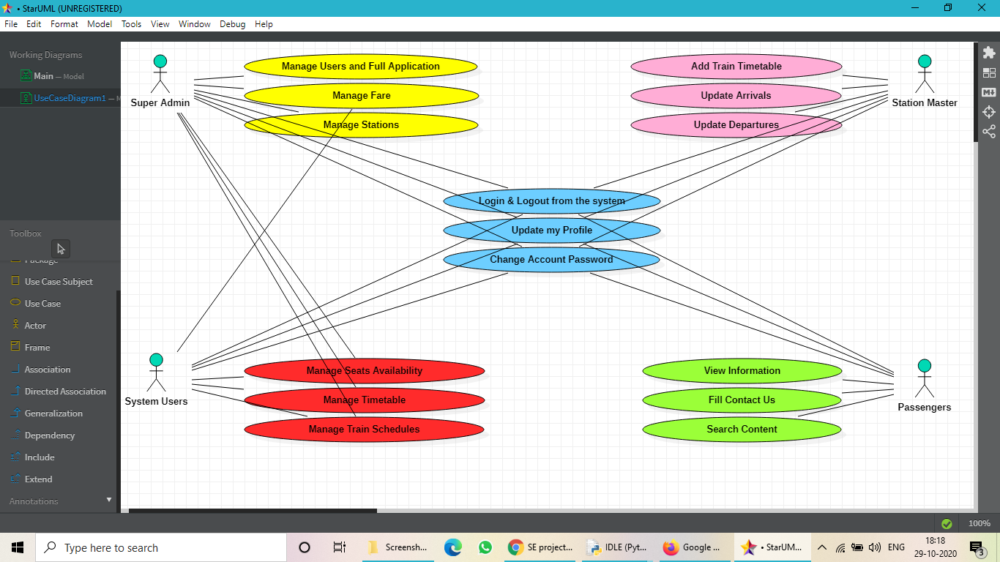 • StarUML (UNREGISTERED)
File Edit Format Model Tools View Window Debug Help
Working Diagrams
Main — Model
UseCaseDiagram1 — M
Toolbox
Package
Use Case Subject
Use Case
Actor
Frame
Association
Directed Association
Generalization
Dependency
Include
Extend
Annotations
Super Admin
Manage Users and Full Application
Manage Fare
Manage Stations
Add Train Timetable
Update Arrivals
Update Departures
Station Master
Login & Logout from the system
Update my Profile
Change Account Password
System Users
Manage Seats Availability
Manage Timetable
Manage Train Schedules
View Information
Fill Contact Us
Search Content
Passengers
M
100%
Type here to search
Screensh...
SE project...
IDLE (Pyt...
Google ...
• StarUM...
ENG
18:18
29-10-2020
3